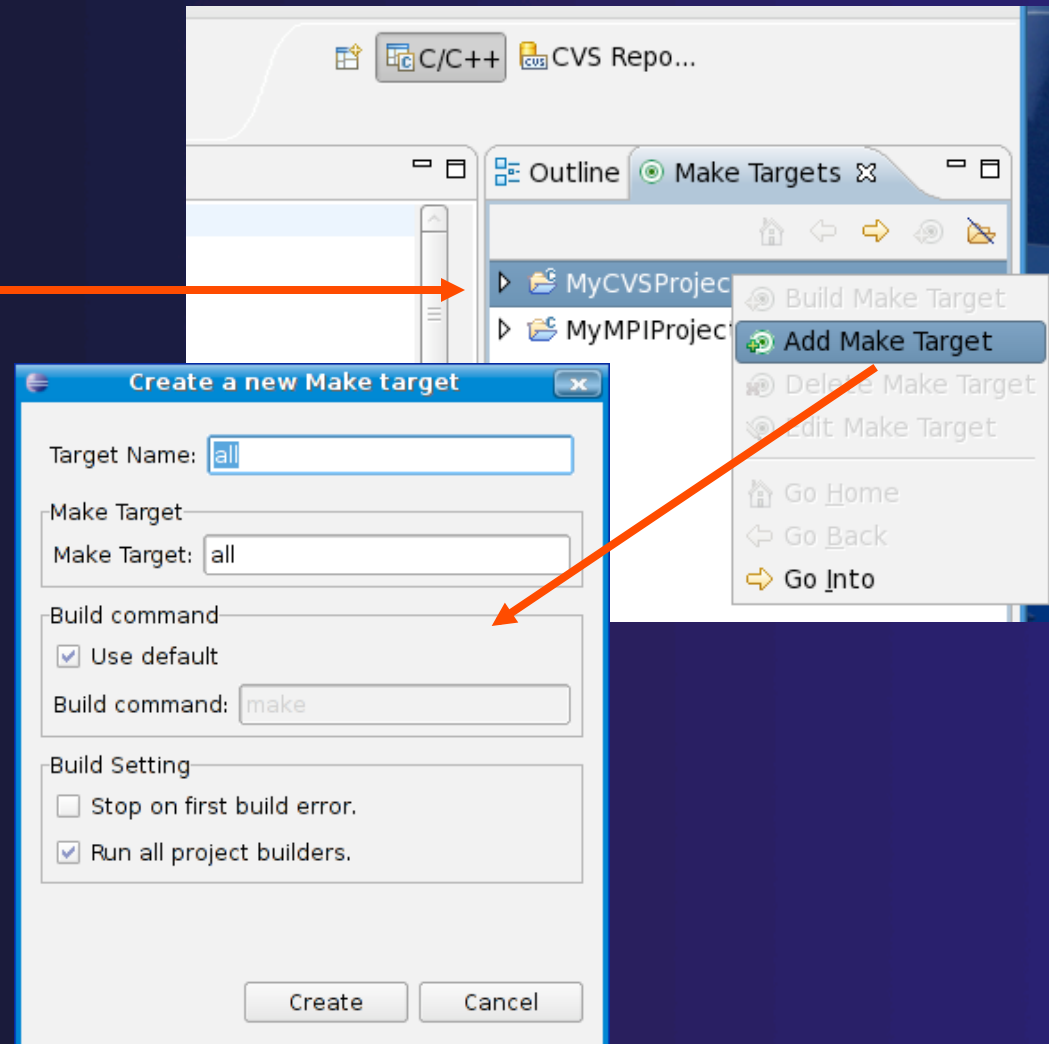 C/C++ CVS Repo...
Outline Make Targets
MyCVSProjec
MyMPIProject
Build Make Target
Add Make Target
Delete Make Target
Edit Make Target
Go Home
Go Back
Go Into
Create a new Make target
Target Name: all
Make Target
Make Target: all
Build command
Use default
Build command: make
Build Setting
Stop on first build error.
Run all project builders.
Create Cancel